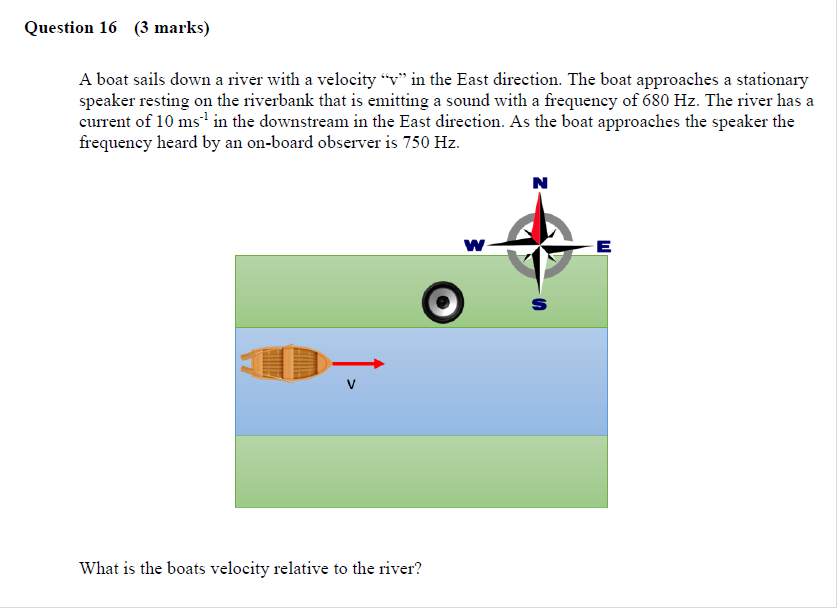 Question 16 (3 marks)
A boat sails down a river with a velocity “v” in the East direction. The boat approaches a stationary
speaker resting on the riverbank that is emitting a sound with a frequency of 680 Hz. The river has a
current of 10 ms⁻¹ in the downstream in the East direction. As the boat approaches the speaker the
frequency heard by an on-board observer is 750 Hz.
N
W
E
S
V
What is the boats velocity relative to the river?